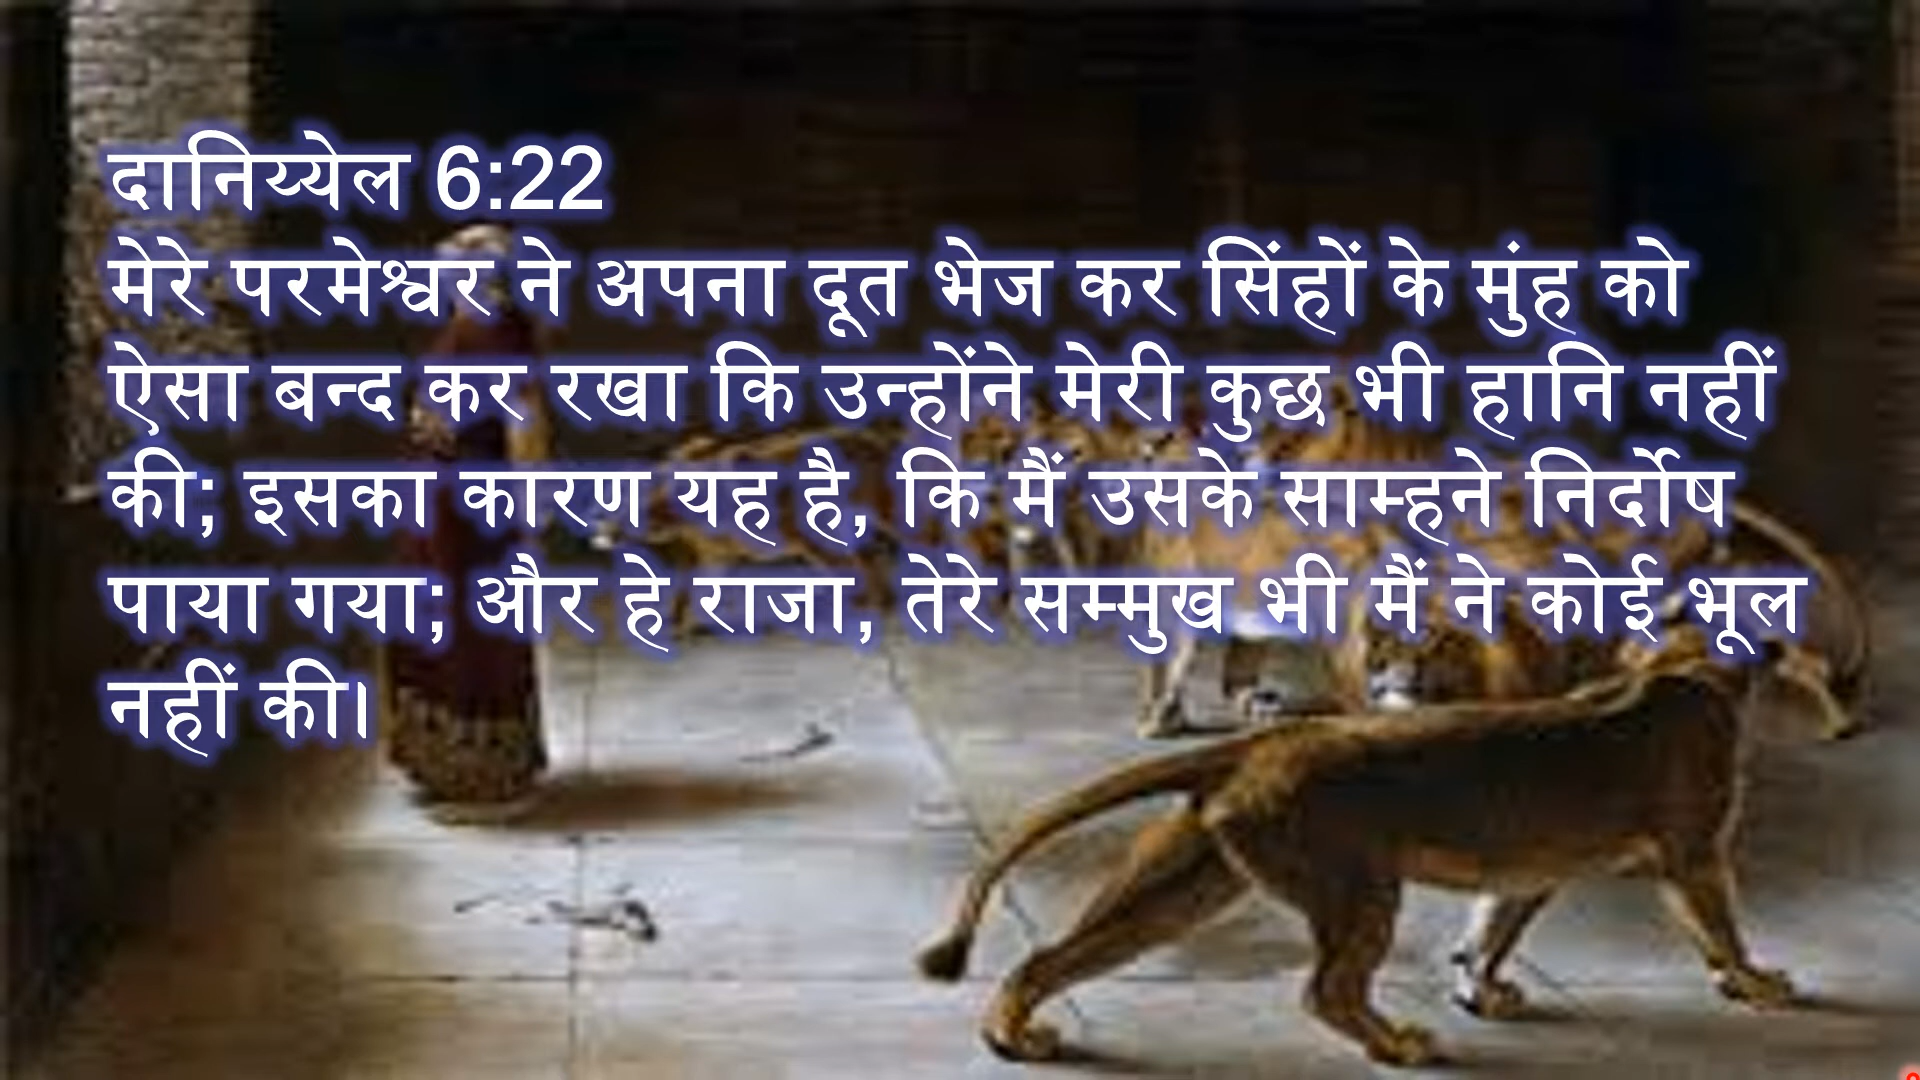 दानिय्येल 6:22
मेरे परमेश्वर ने अपना दूत भेज कर सिंहों के मुंह को
ऐसा बन्द कर रखा कि उन्होंने मेरी कुछ भी हानि नहीं
की; इसका कारण यह है, कि मैं उसके साम्हने निर्दोष
पाया गया; और हे राजा, तेरे सम्मुख भी मैं ने कोई भूल
नहीं की।